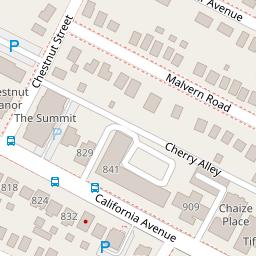 Avenue
P
Chestnut Street
Malvern Road
estnut
anor
The Summit
Cherry Alley
829
841
818
824
832
California Avenue
909
Chaize
Place
Tif
P